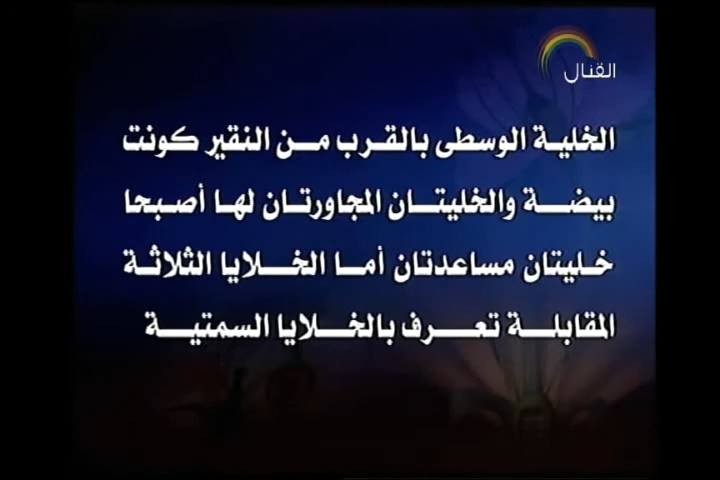 القنال
الخلية الوسطى بالقرب من النقير كونت
بيضة والخليتان المجاورتان لها أصبحا
خليتان مساعدتان أما الخلايا الثلاثة
المقابلة تعرف بالخلايا السمتية